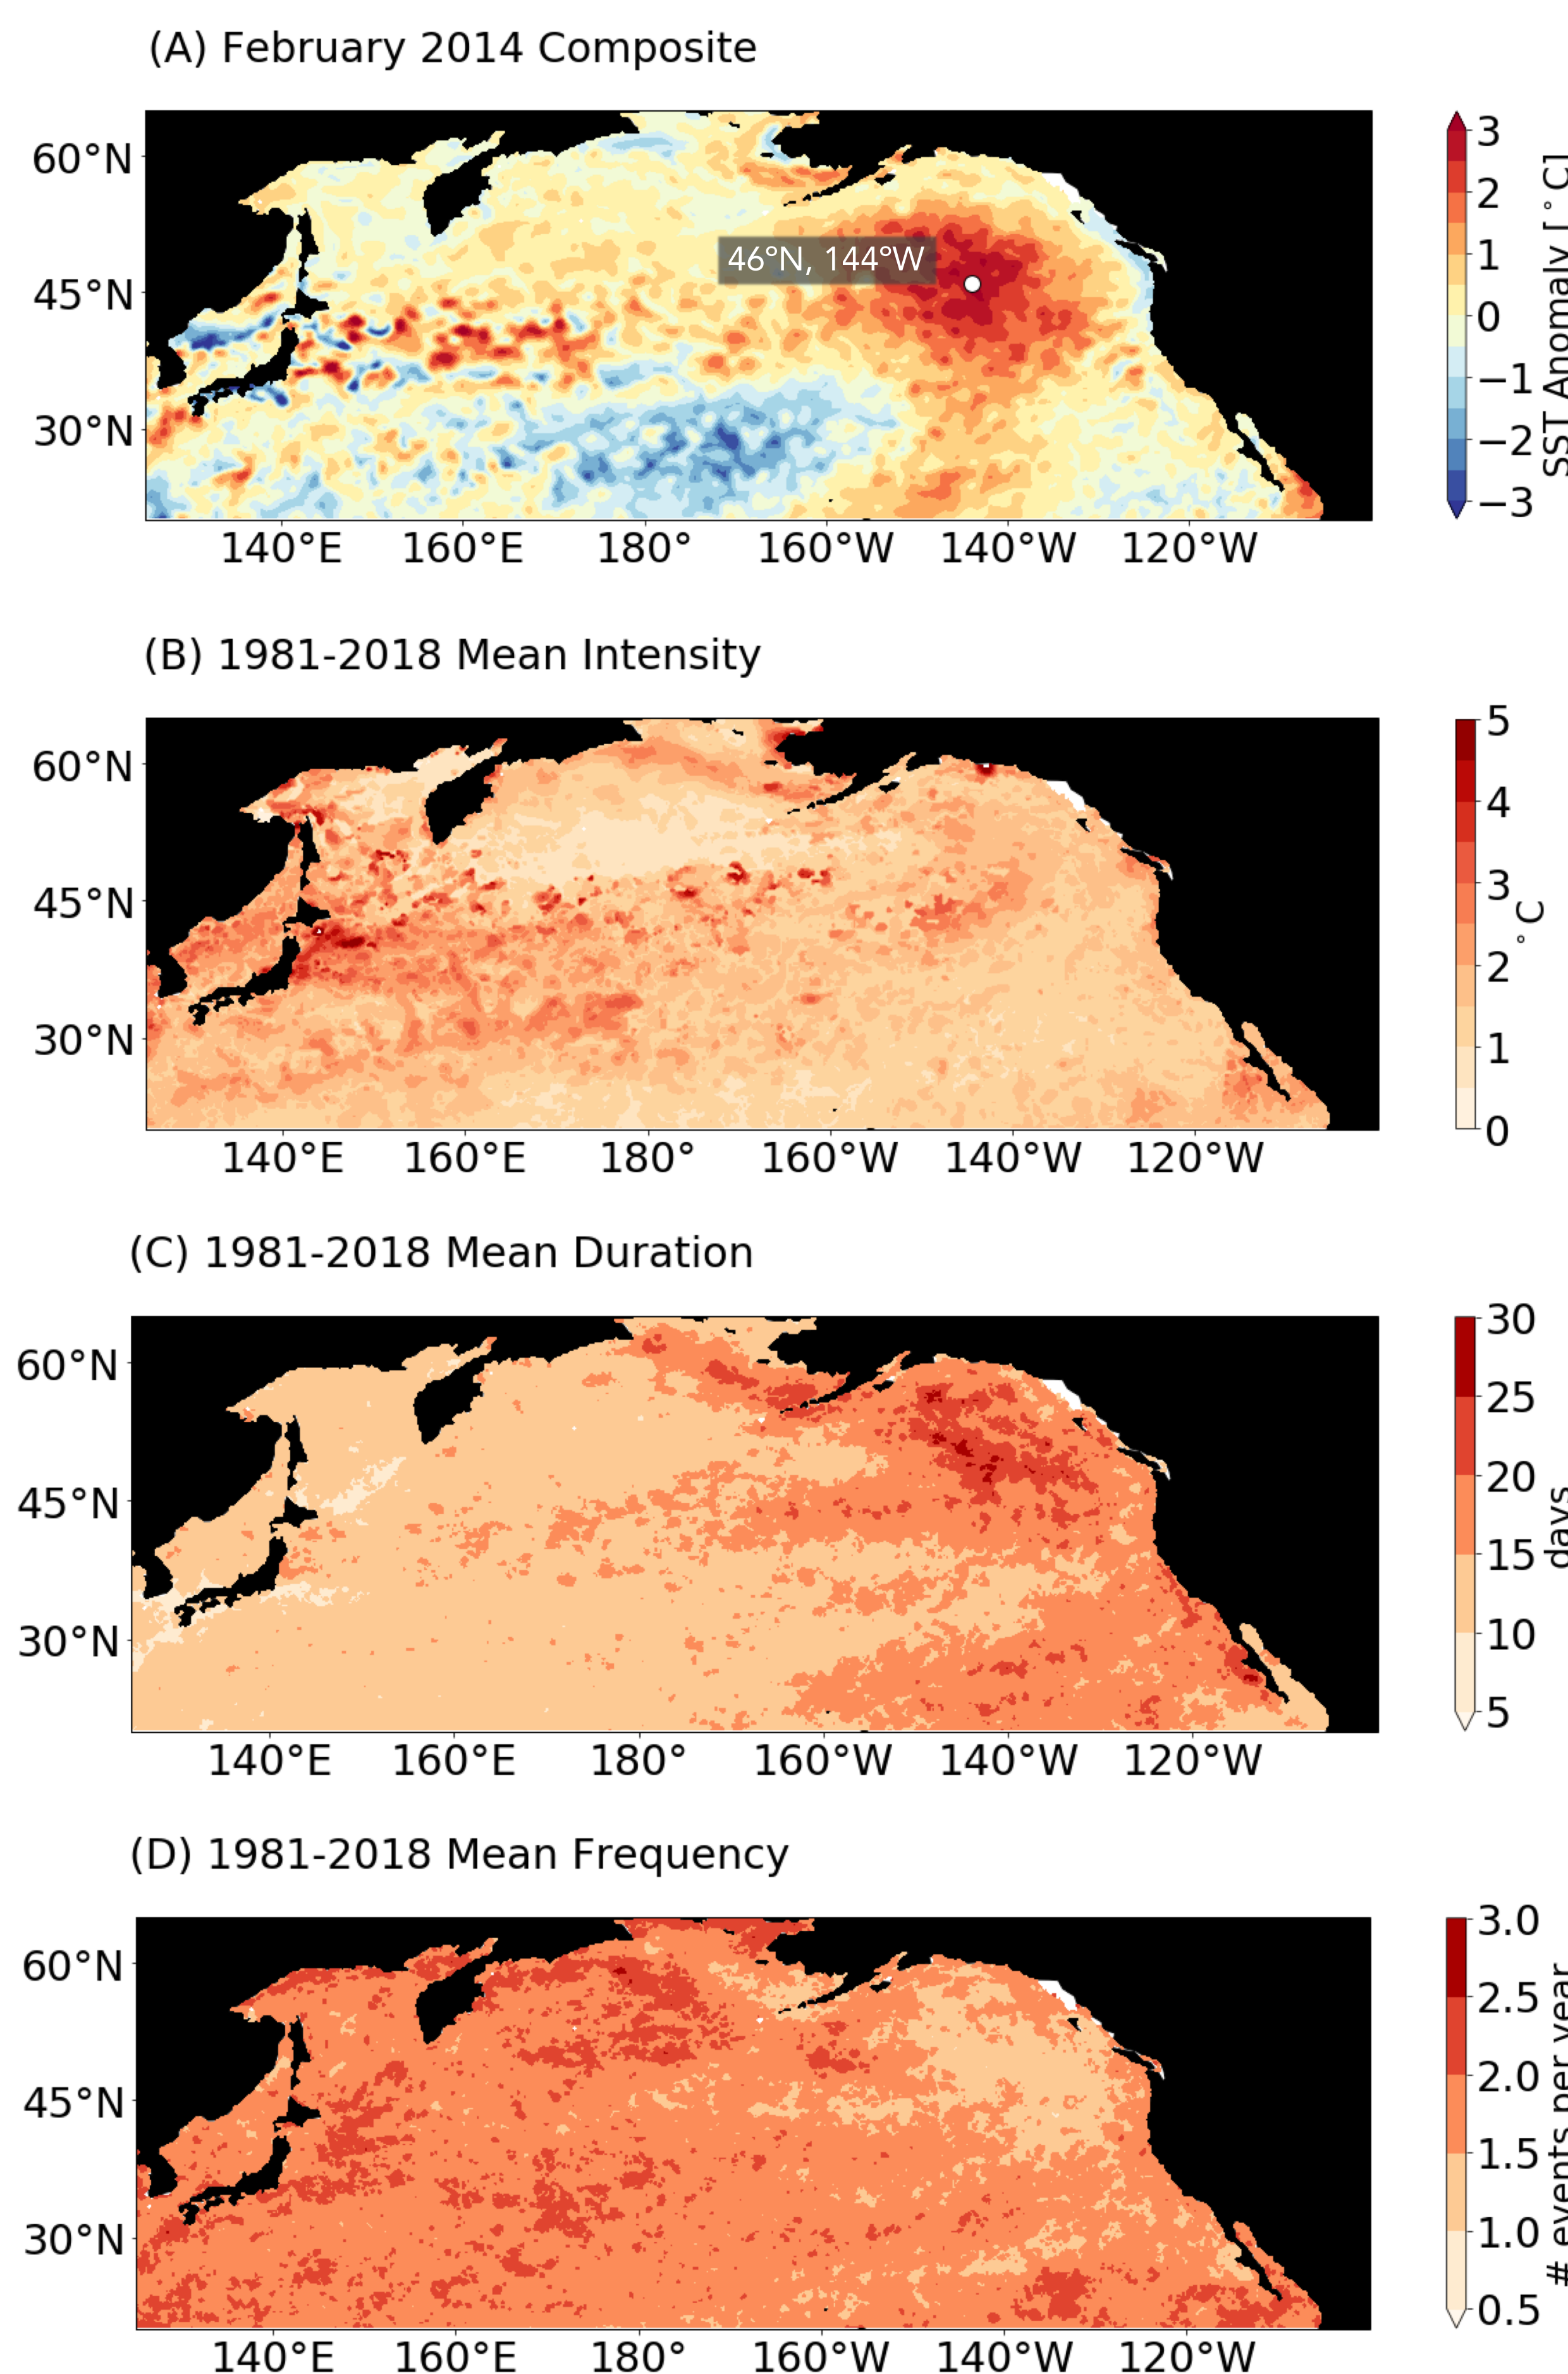 (A) February 2014 Composite
60°N
45°N
30°N
46°N, 144°W
140°E 160°E 180° 160°W 140°W 120°W
3
2
1
0
−1
−2
−3
SST Anomaly [°C]
(B) 1981-2018 Mean Intensity
60°N
45°N
30°N
140°E 160°E 180° 160°W 140°W 120°W
5
4
3
2
1
0
°C
(C) 1981-2018 Mean Duration
60°N
45°N
30°N
140°E 160°E 180° 160°W 140°W 120°W
30
25
20
15
10
5
days
(D) 1981-2018 Mean Frequency
60°N
45°N
30°N
140°E 160°E 180° 160°W 140°W 120°W
3.0
2.5
2.0
1.5
1.0
0.5
# events per year